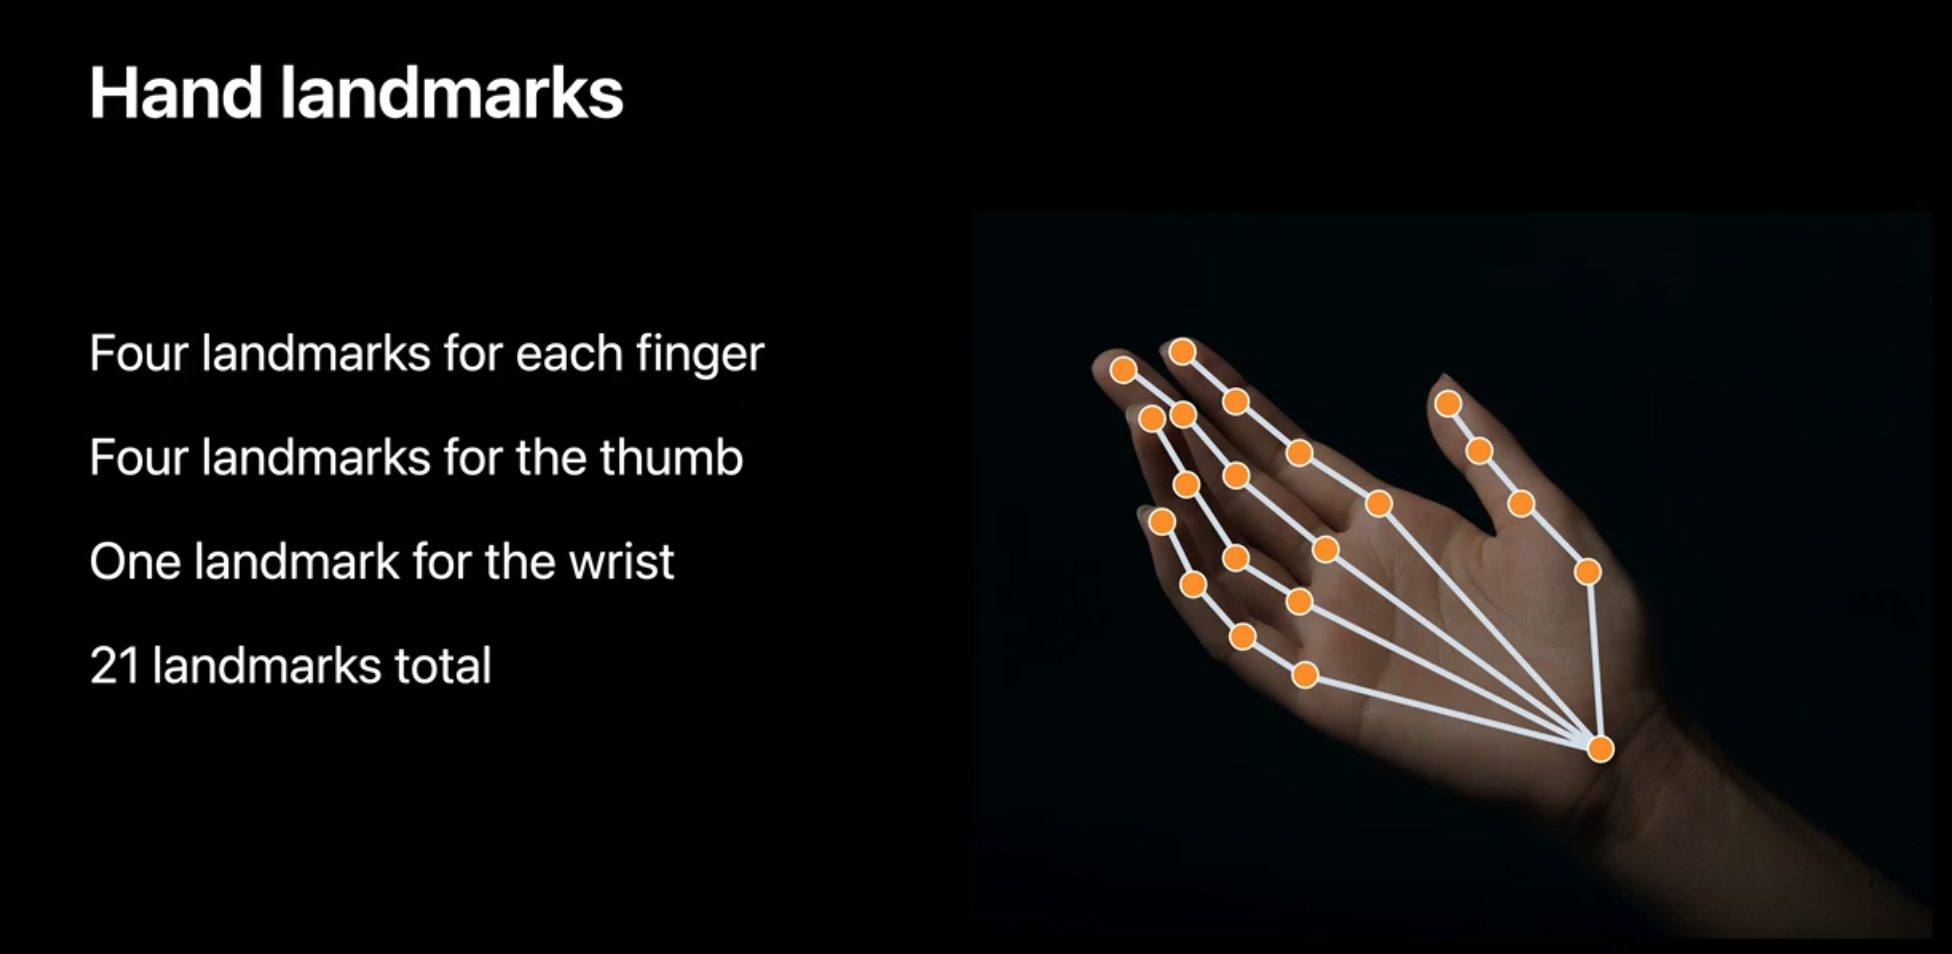 Hand landmarks
Four landmarks for each finger
Four landmarks for the thumb
One landmark for the wrist
21 landmarks total